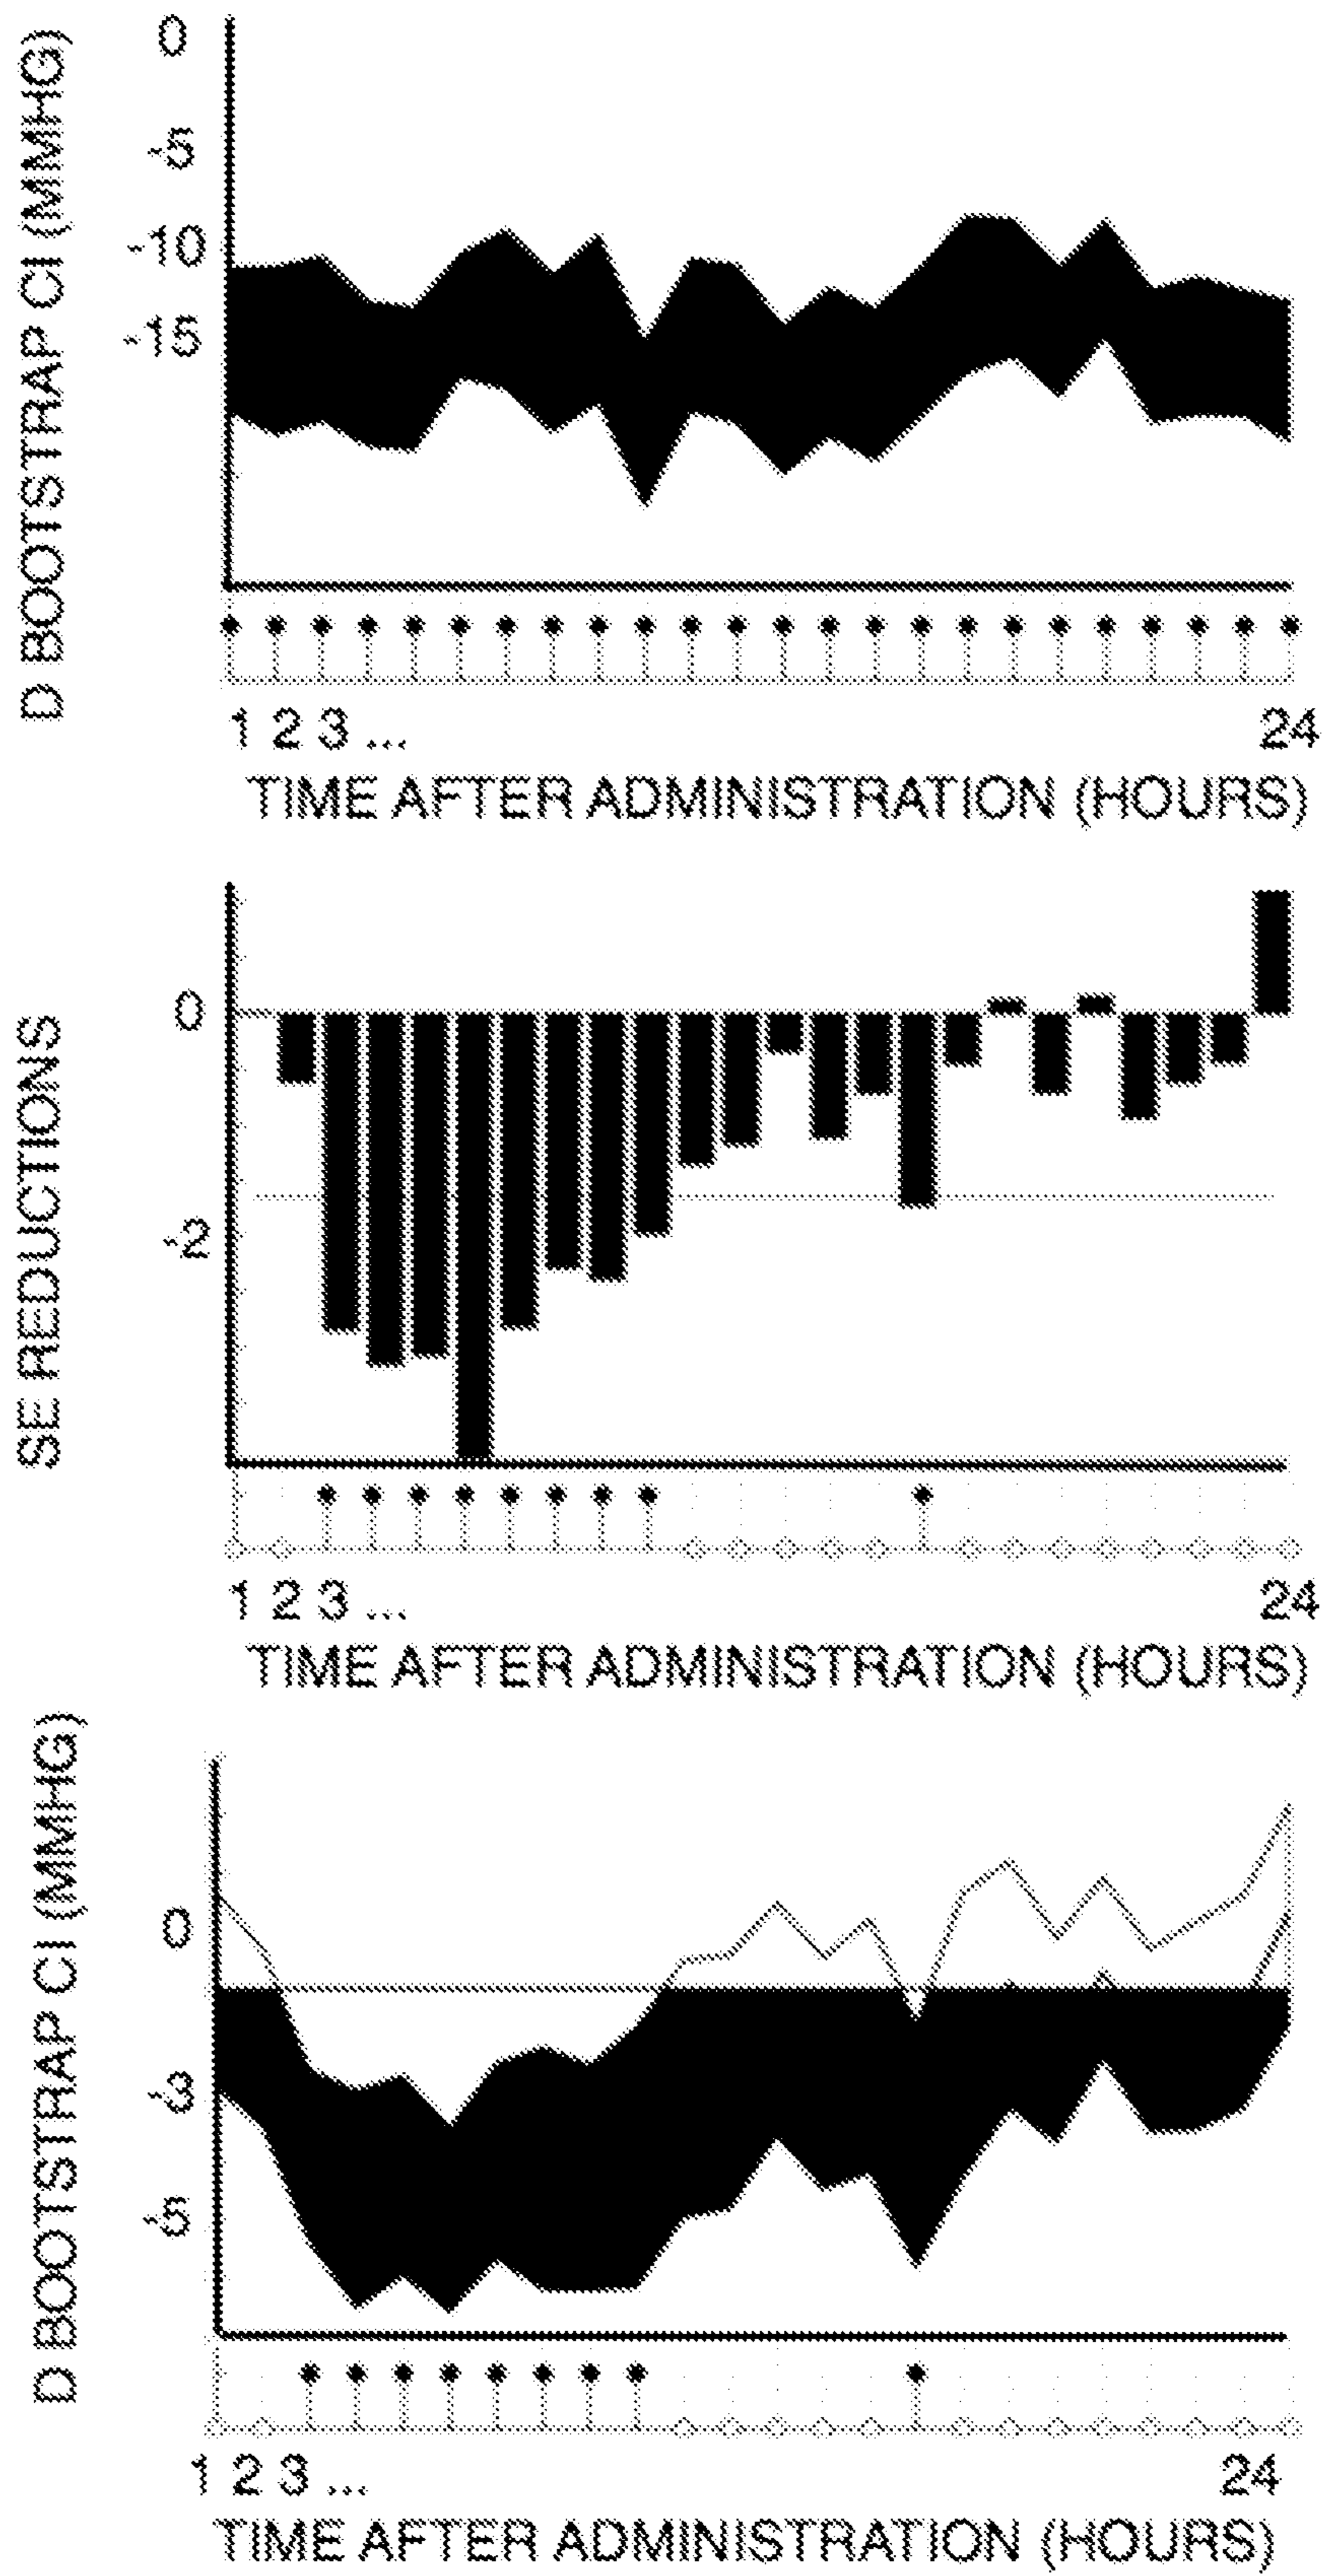 D BOOTSTRAP CI (MMHG)
0
-5
-10
-15
1 2 3 ...
24
TIME AFTER ADMINISTRATION (HOURS)
SE REDUCTIONS
0
-2
1 2 3 ...
24
TIME AFTER ADMINISTRATION (HOURS)
D BOOTSTRAP CI (MMHG)
0
-3
-5
1 2 3 ...
24
TIME AFTER ADMINISTRATION (HOURS)